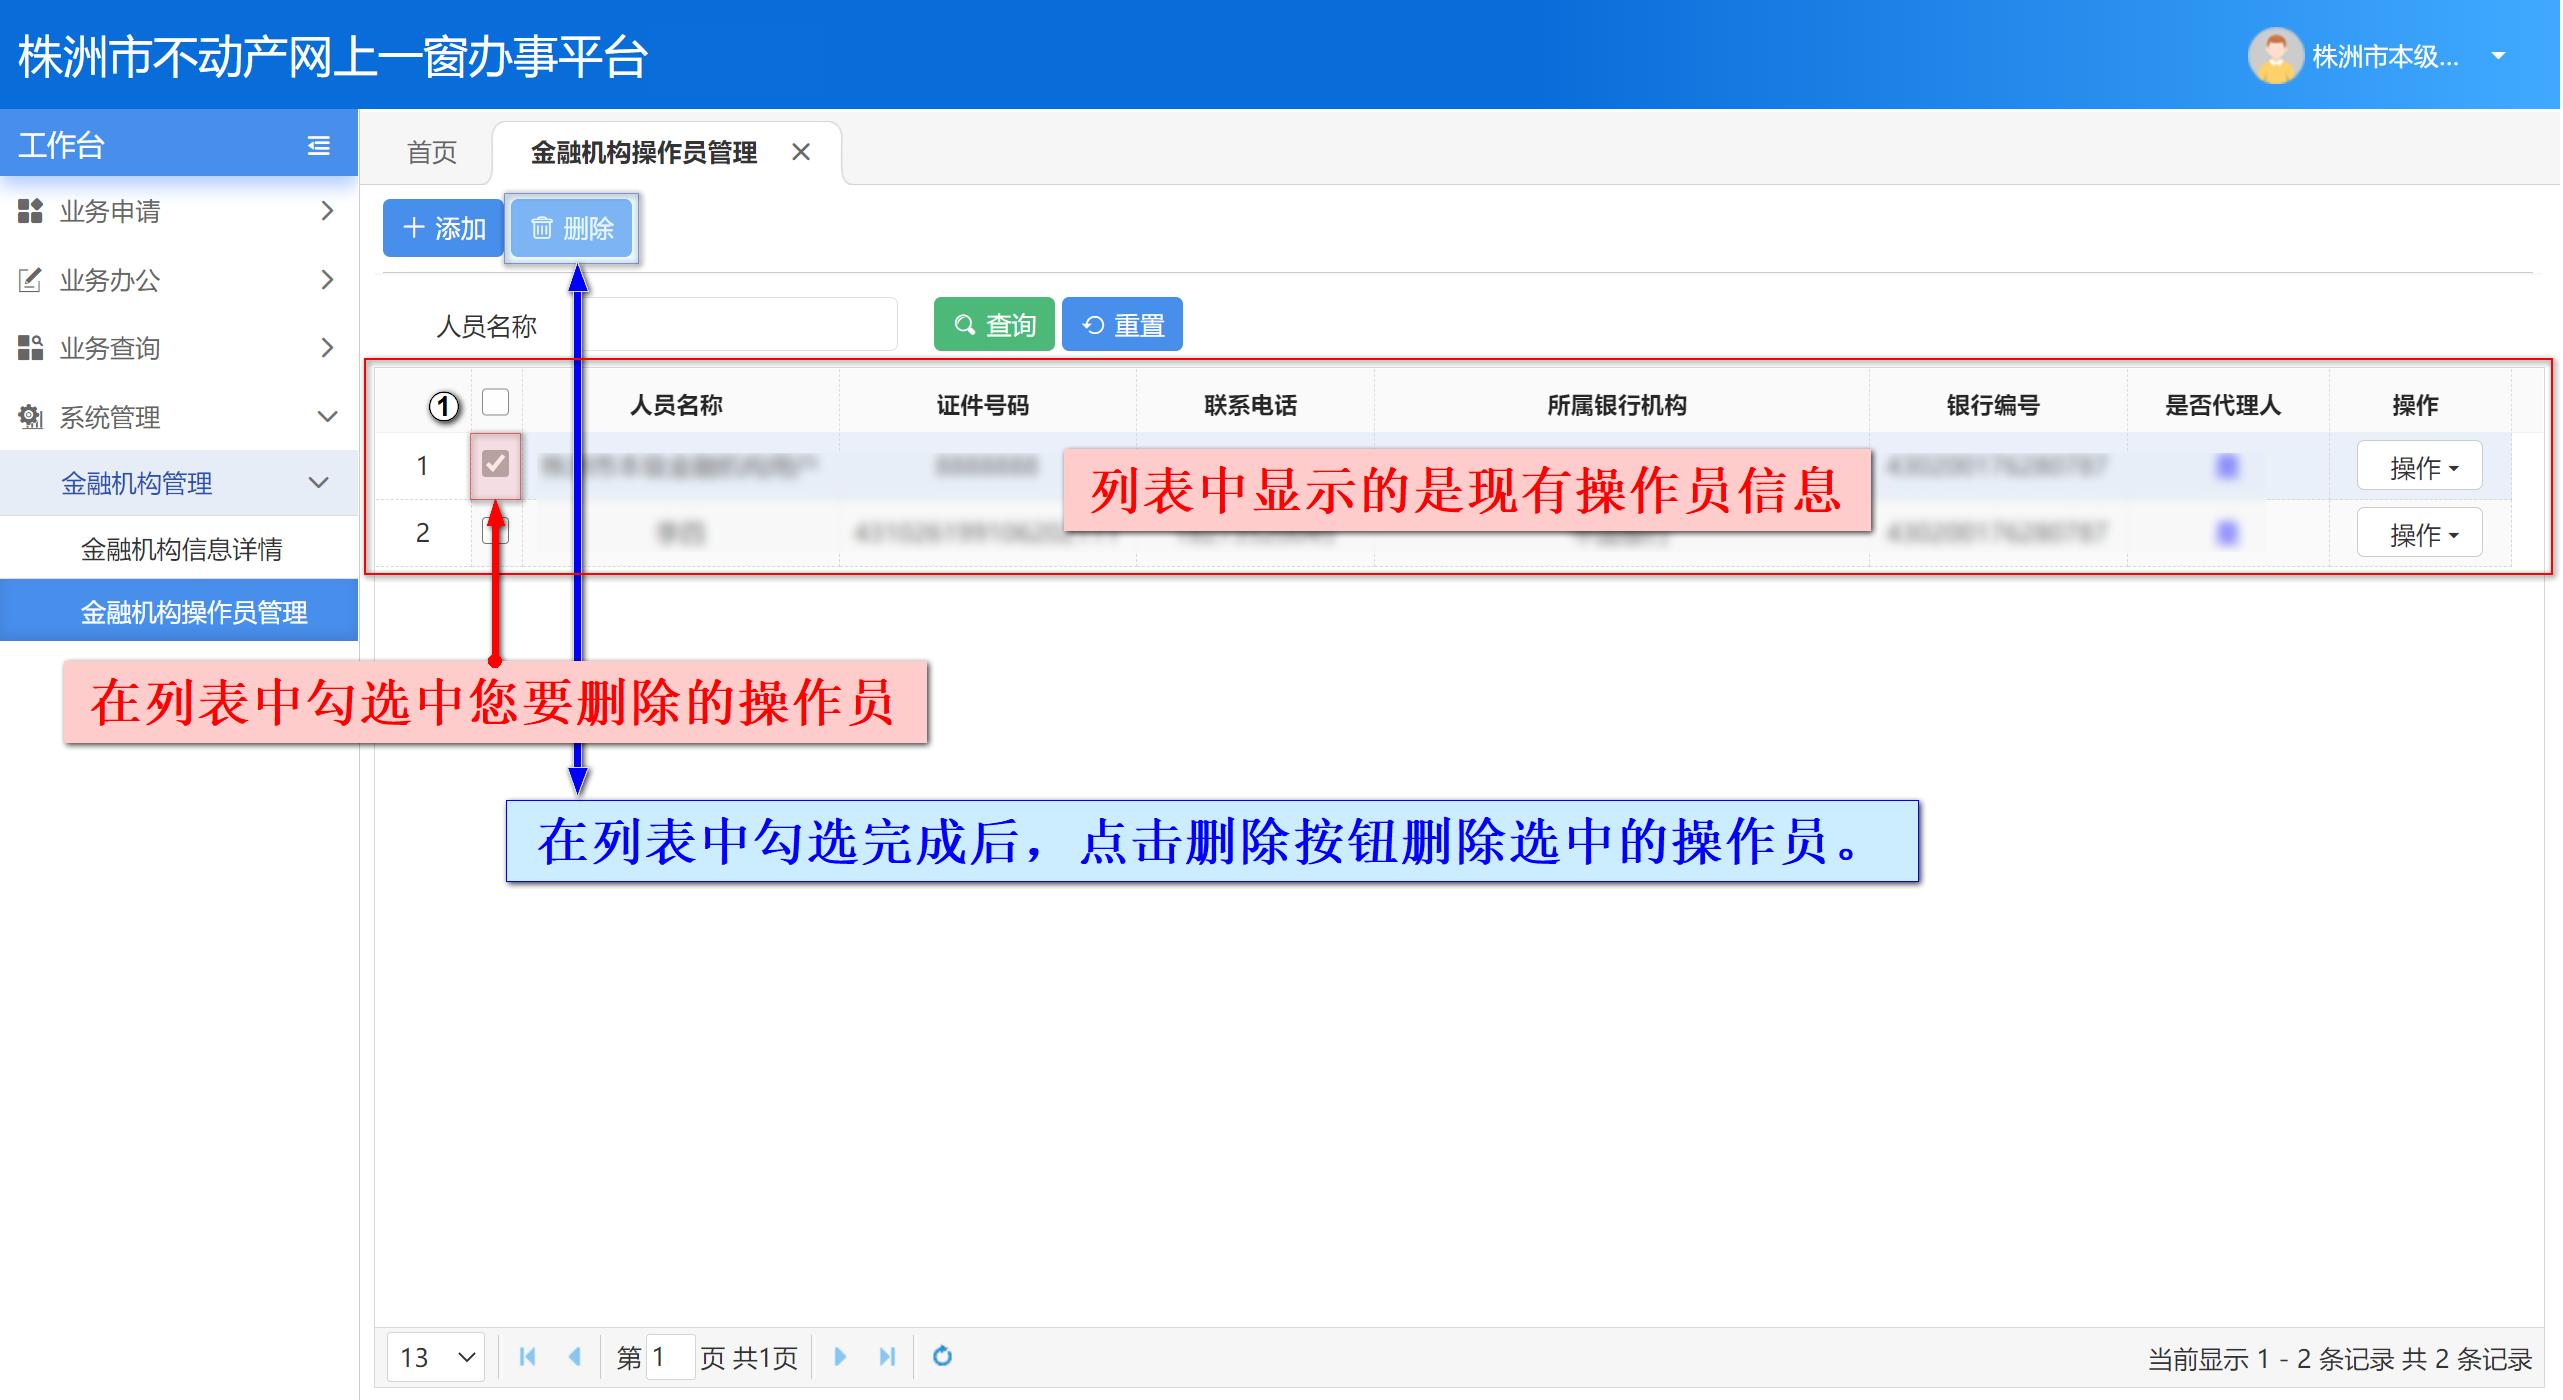 株洲市不动产网上一窗办事平台
株洲市本级...
工作台
首页
金融机构操作员管理
业务申请
业务办公
业务查询
系统管理
金融机构管理
金融机构信息详情
金融机构操作员管理
添加
删除
人员名称
查询
重置
① 人员名称 证件号码 联系电话 所属银行机构 银行编号 是否代理人 操作
1 操作
2 操作
列表中显示的是现有操作员信息
在列表中勾选中您要删除的操作员
在列表中勾选完成后，点击删除按钮删除选中的操作员。
13 第 1 页 共1页
当前显示 1 - 2 条记录 共 2 条记录